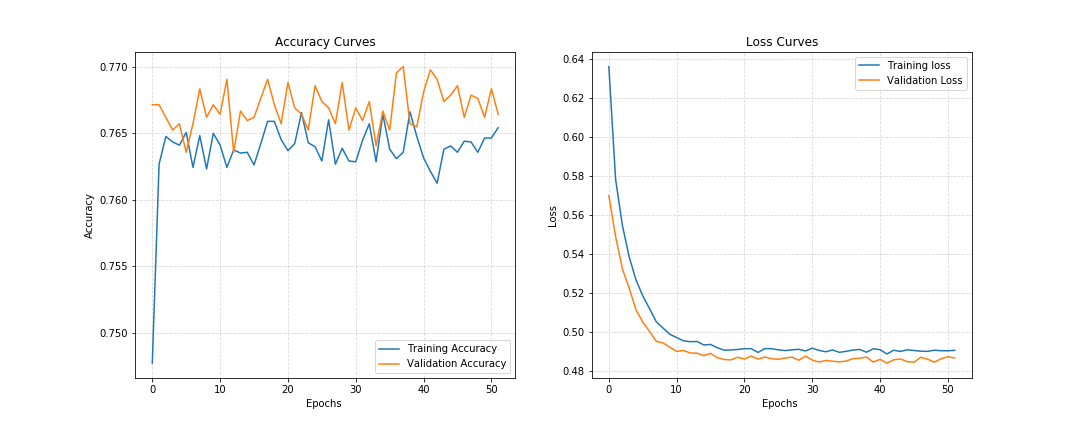 Accuracy Curves
Accuracy
0.770
0.765
0.760
0.755
0.750
0
10
20
30
40
50
Epochs
Training Accuracy
Validation Accuracy
Loss Curves
Loss
0.64
0.62
0.60
0.58
0.56
0.54
0.52
0.50
0.48
0
10
20
30
40
50
Epochs
Training loss
Validation Loss